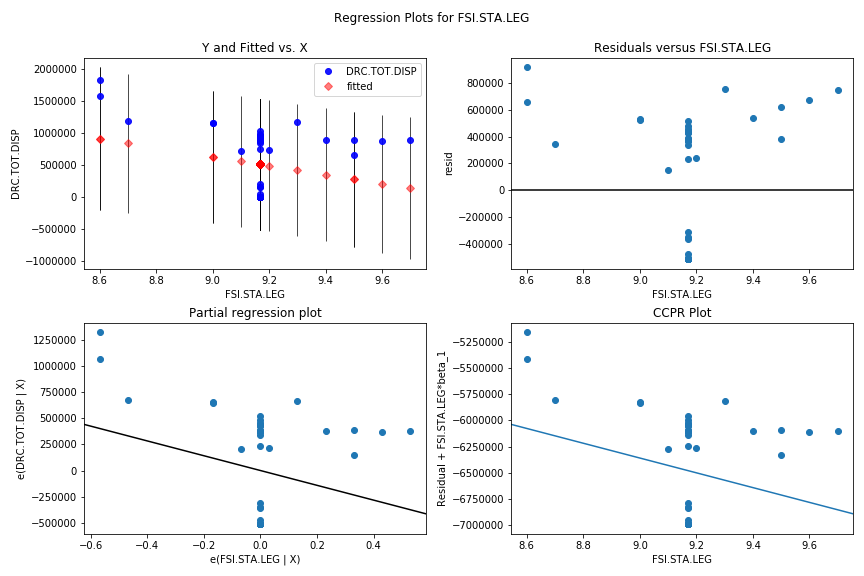 Regression Plots for FSI.STA.LEG
Y and Fitted vs. X
2000000
1500000
1000000
500000
0
−500000
−1000000
DRC.TOT.DISP
DRC.TOT.DISP
fitted
8.6 8.8 9.0 9.2 9.4 9.6
FSI.STA.LEG
Residuals versus FSI.STA.LEG
800000
600000
400000
200000
0
−200000
−400000
resid
8.6 8.8 9.0 9.2 9.4 9.6
FSI.STA.LEG
Partial regression plot
1250000
1000000
750000
500000
250000
0
−250000
−500000
e(DRC.TOT.DISP | X)
−0.6 −0.4 −0.2 0.0 0.2 0.4
e(FSI.STA.LEG | X)
CCPR Plot
−5250000
−5500000
−5750000
−6000000
−6250000
−6500000
−6750000
−7000000
Residual + FSI.STA.LEG*beta_1
8.6 8.8 9.0 9.2 9.4 9.6
FSI.STA.LEG